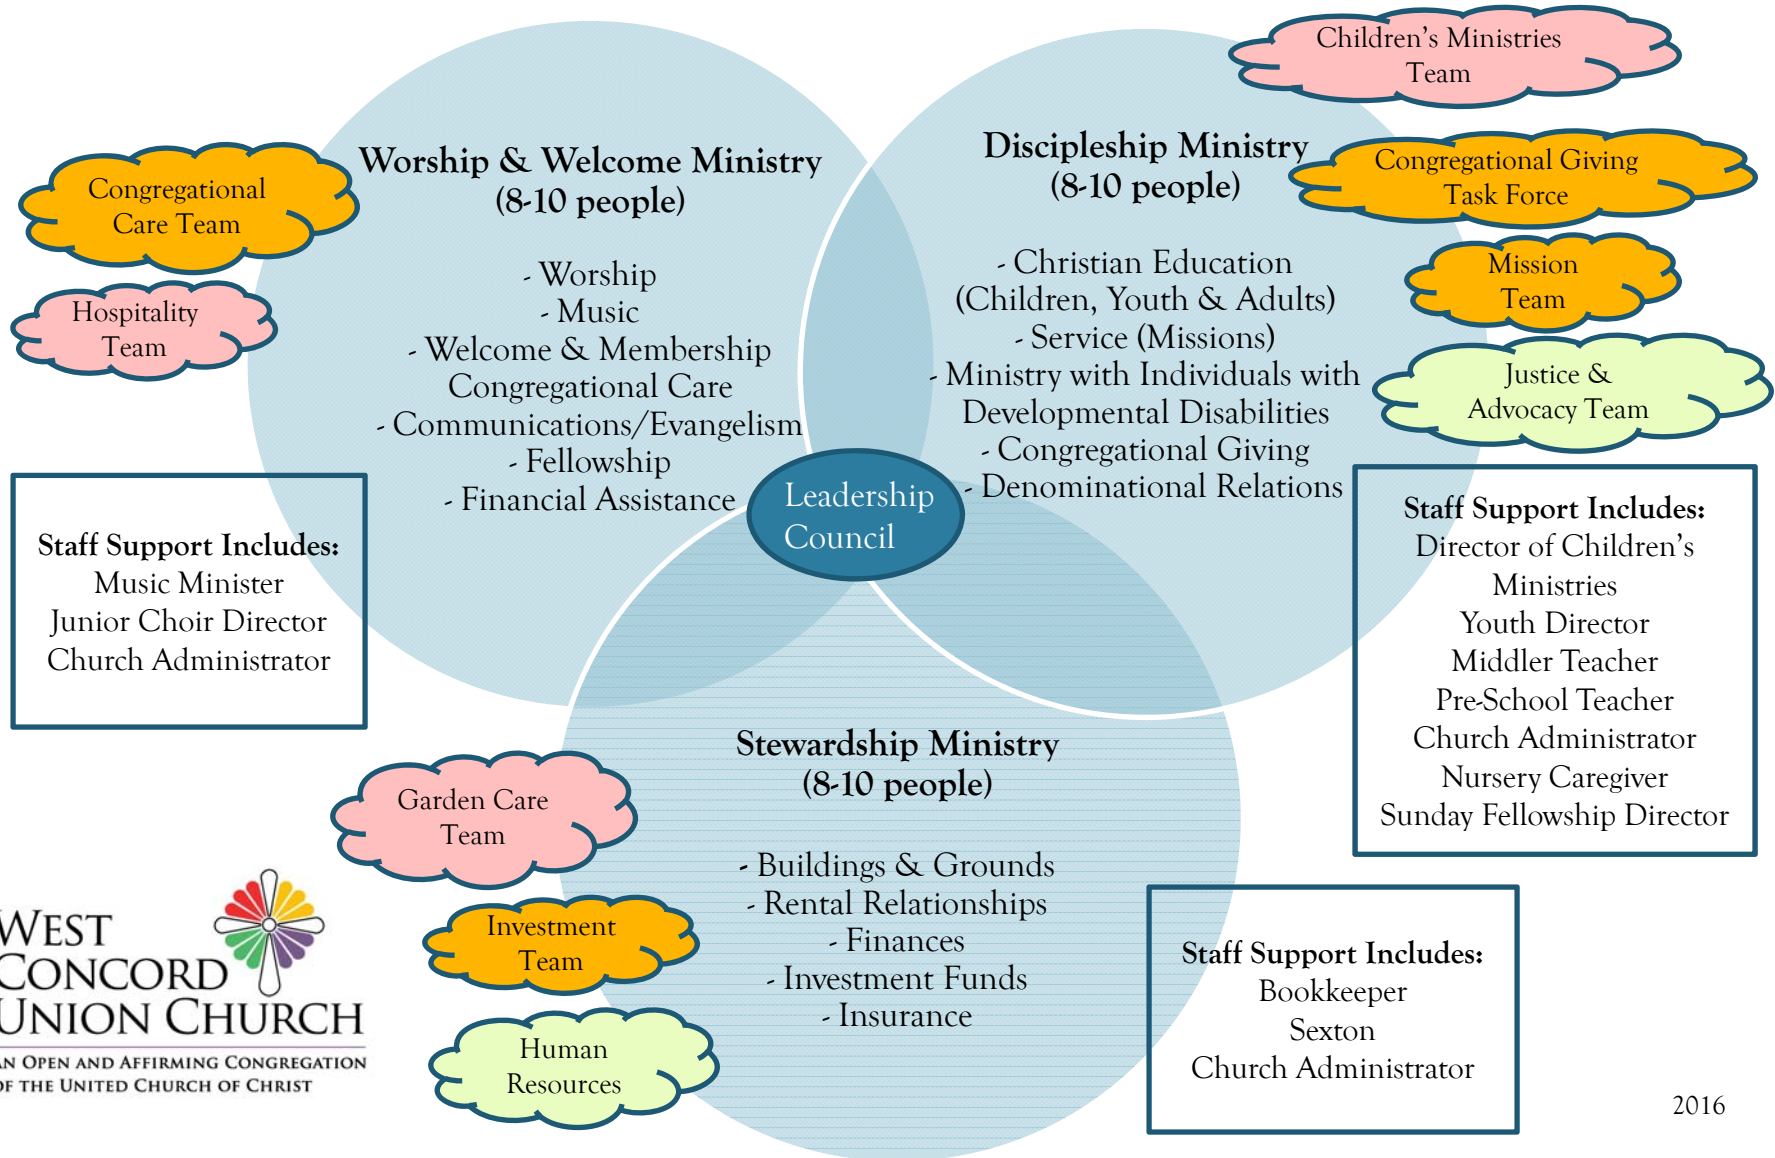 Children's Ministries
Team
Worship & Welcome Ministry
(8-10 people)
- Worship
- Music
- Welcome & Membership
Congregational Care
- Communications/Evangelism
- Fellowship
- Financial Assistance
Congregational
Care Team
Hospitality
Team
Staff Support Includes:
Music Minister
Junior Choir Director
Church Administrator
Discipleship Ministry
(8-10 people)
- Christian Education
(Children, Youth & Adults)
- Service (Missions)
- Ministry with Individuals with
Developmental Disabilities
- Congregational Giving
- Denominational Relations
Congregational Giving
Task Force
Mission
Team
Justice &
Advocacy Team
Staff Support Includes:
Director of Children's
Ministries
Youth Director
Middler Teacher
Pre-School Teacher
Church Administrator
Nursery Caregiver
Sunday Fellowship Director
Leadership
Council
Stewardship Ministry
(8-10 people)
- Buildings & Grounds
- Rental Relationships
- Finances
- Investment Funds
- Insurance
Garden Care
Team
Investment
Team
Human
Resources
Staff Support Includes:
Bookkeeper
Sexton
Church Administrator
WEST
CONCORD
UNION CHURCH
AN OPEN AND AFFIRMING CONGREGATION
OF THE UNITED CHURCH OF CHRIST
2016